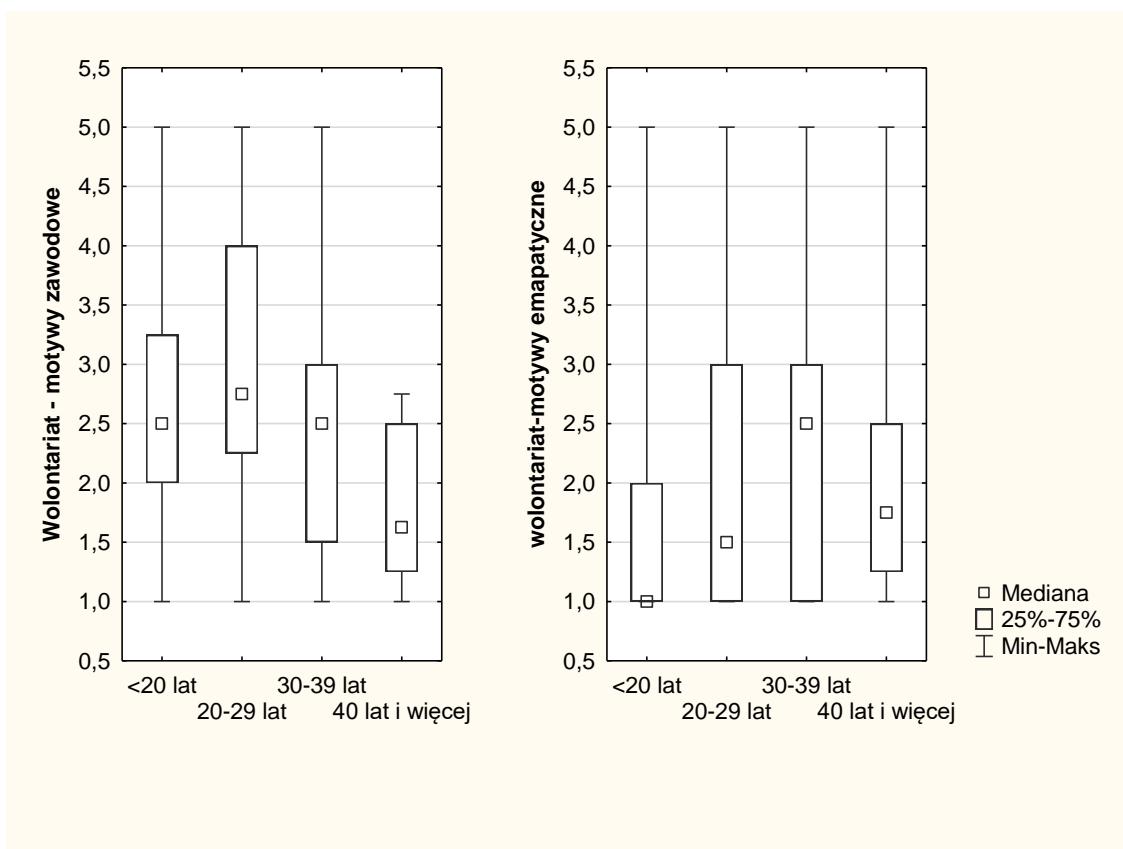 Wolontariat - motywy zawodowe
5,5
5,0
4,5
4,0
3,5
3,0
2,5
2,0
1,5
1,0
0,5
<20 lat
30-39 lat
20-29 lat
40 lat i więcej
wolontariat-motywy emapatyczne
5,5
5,0
4,5
4,0
3,5
3,0
2,5
2,0
1,5
1,0
0,5
<20 lat
30-39 lat
20-29 lat
40 lat i więcej
Mediana
25%-75%
Min-Maks